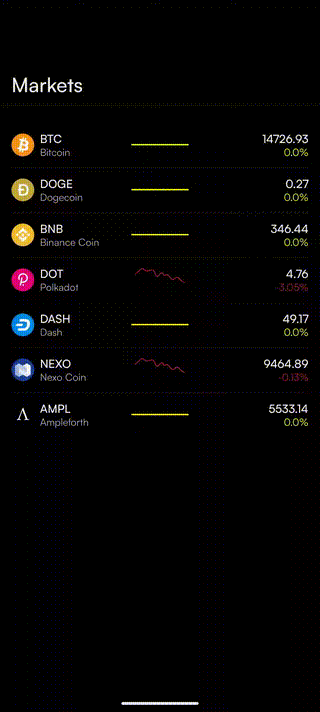 Markets
BTC 14726.93
Bitcoin 0.0%
DOGE 0.27
Dogecoin 0.0%
BNB 346.44
Binance Coin 0.0%
DOT 4.76
Polkadot -3.05%
DASH 49.17
Dash 0.0%
NEXO 9464.89
Nexo Coin -0.13%
AMPL 5533.14
Ampleforth 0.0%